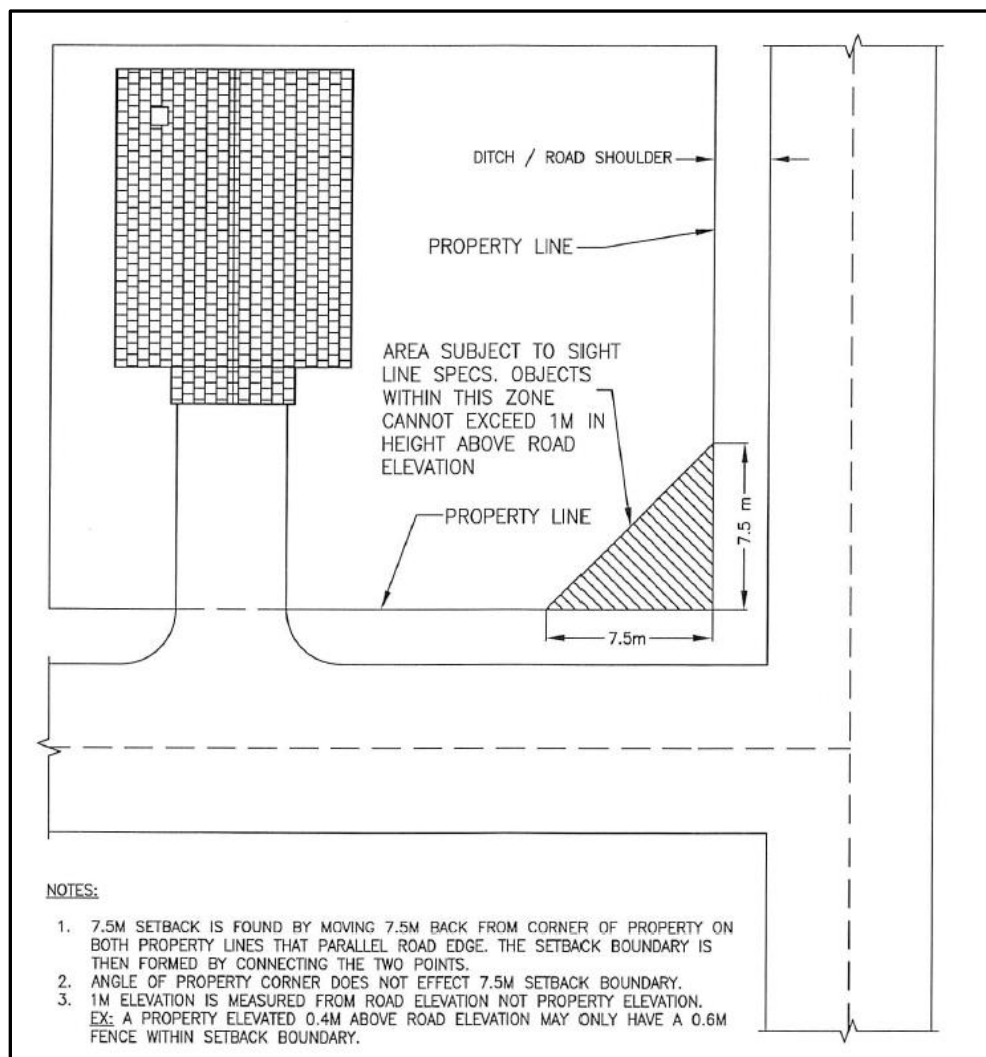 DITCH / ROAD SHOULDER
PROPERTY LINE
AREA SUBJECT TO SIGHT
LINE SPECS. OBJECTS
WITHIN THIS ZONE
CANNOT EXCEED 1M IN
HEIGHT ABOVE ROAD
ELEVATION
PROPERTY LINE
7.5 m
7.5m
NOTES:
1. 7.5M SETBACK IS FOUND BY MOVING 7.5M BACK FROM CORNER OF PROPERTY ON
BOTH PROPERTY LINES THAT PARALLEL ROAD EDGE. THE SETBACK BOUNDARY IS
THEN FORMED BY CONNECTING THE TWO POINTS.
2. ANGLE OF PROPERTY CORNER DOES NOT EFFECT 7.5M SETBACK BOUNDARY.
3. 1M ELEVATION IS MEASURED FROM ROAD ELEVATION NOT PROPERTY ELEVATION.
EX: A PROPERTY ELEVATED 0.4M ABOVE ROAD ELEVATION MAY ONLY HAVE A 0.6M
FENCE WITHIN SETBACK BOUNDARY.